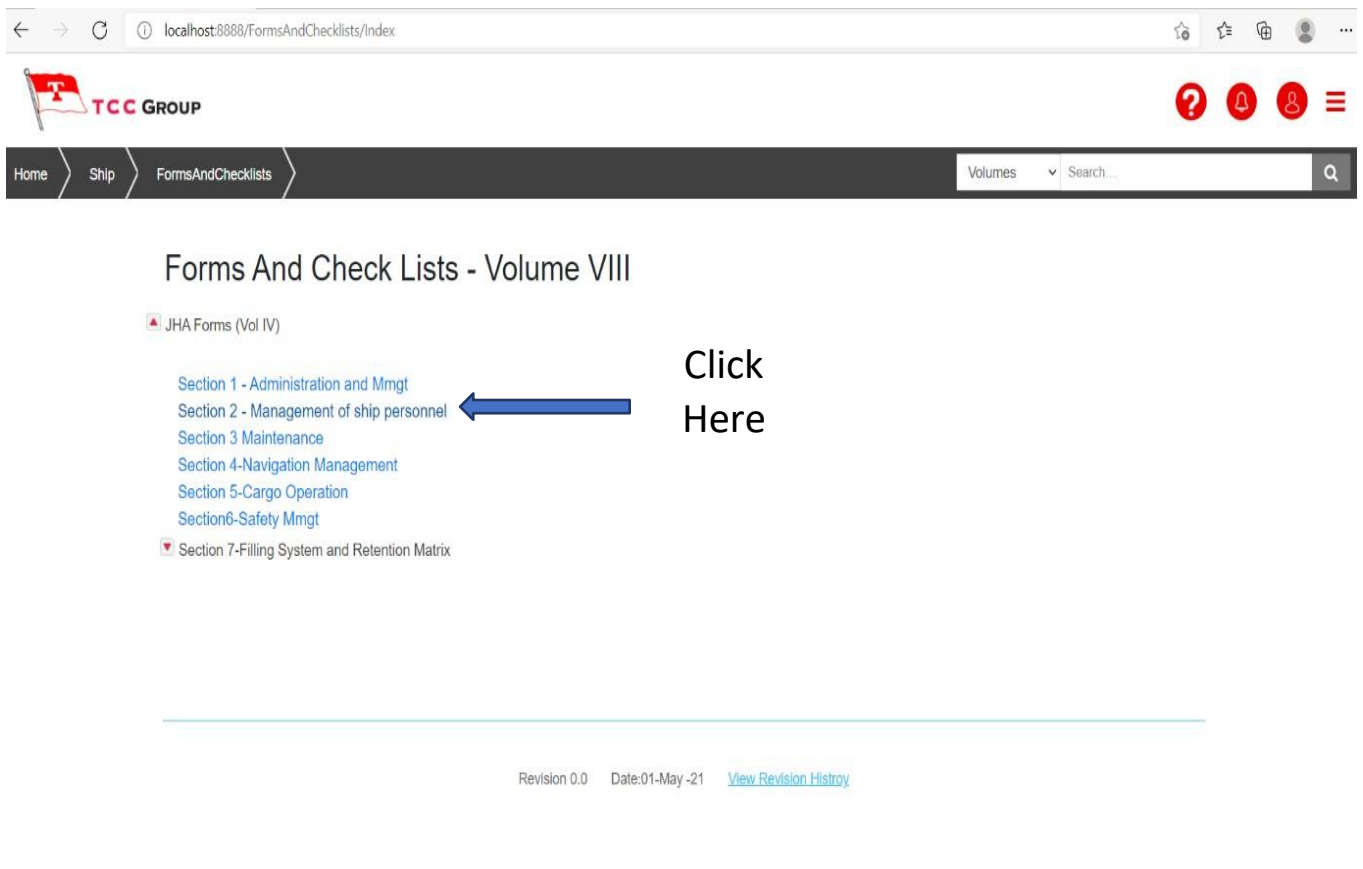 localhost:8888/FormsAndChecklists/Index
T
TCC GROUP
Home Ship FormsAndChecklists Volumes Search....
Forms And Check Lists - Volume VIII
JHA Forms (Vol IV)
Section 1 - Administration and Mmgt
Section 2 - Management of ship personnel
Section 3 Maintenance
Section 4-Navigation Management
Section 5-Cargo Operation
Section6-Safety Mmgt
Section 7-Filling System and Retention Matrix
Click
Here
Revision 0.0 Date:01-May -21 View Revision Histroy